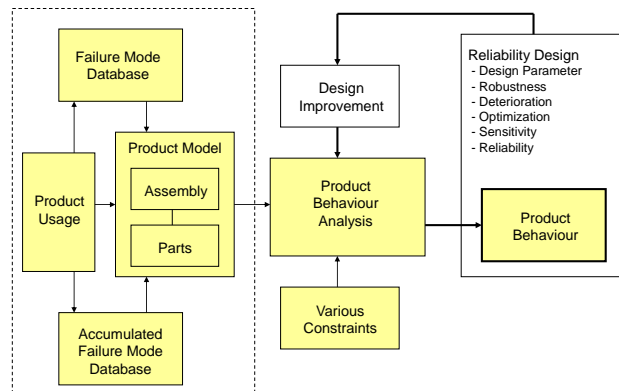 Failure Mode
Database
Product Model
Assembly
Parts
Product
Usage
Accumulated
Failure Mode
Database
Design
Improvement
Product
Behaviour
Analysis
Various
Constraints
Reliability Design
- Design Parameter
- Robustness
- Deterioration
- Optimization
- Sensitivity
- Reliability
Product
Behaviour